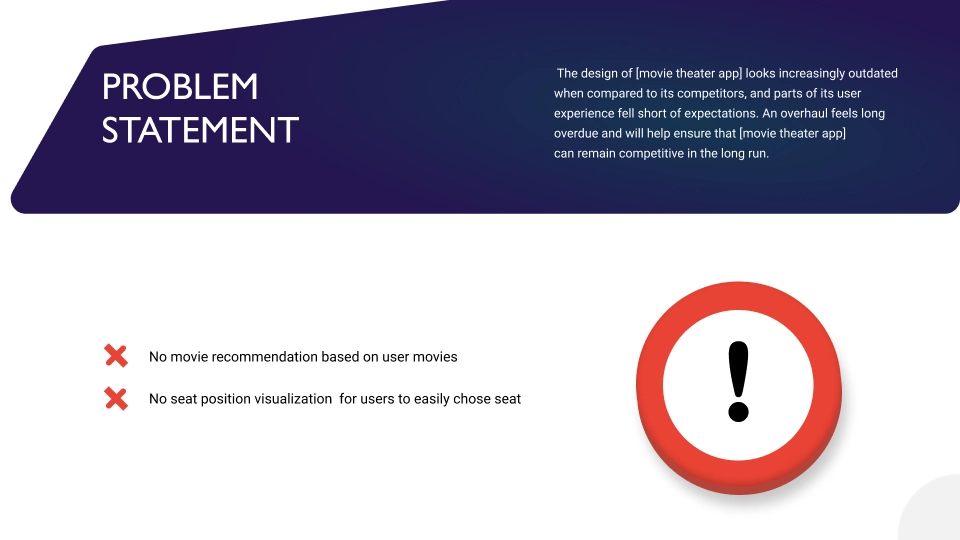 PROBLEM
STATEMENT
The design of [movie theater app] looks increasingly outdated
when compared to its competitors, and parts of its user
experience fell short of expectations. An overhaul feels long
overdue and will help ensure that [movie theater app]
can remain competitive in the long run.
No movie recommendation based on user movies
No seat position visualization  for users to easily chose seat
!